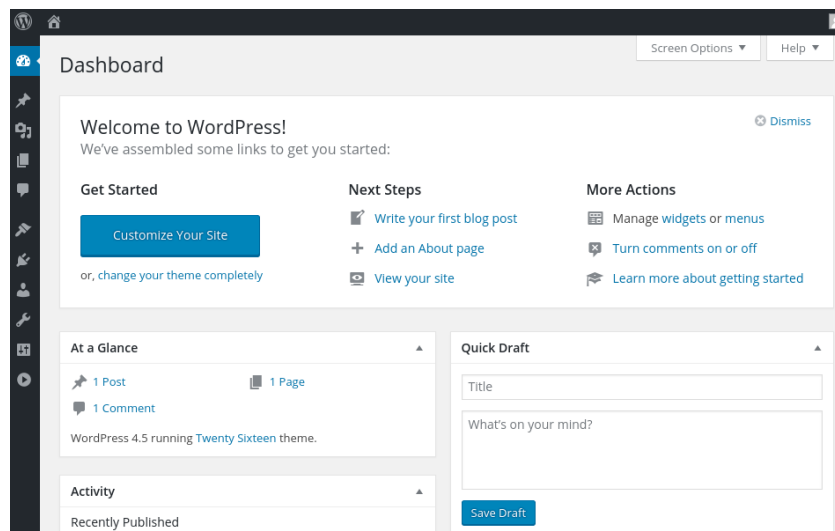 Screen Options ▼
Help ▼
Dashboard
Welcome to WordPress!
Dismiss
We've assembled some links to get you started:
Get Started
Customize Your Site
or, change your theme completely
Next Steps
Write your first blog post
Add an About page
View your site
More Actions
Manage widgets or menus
Turn comments on or off
Learn more about getting started
At a Glance
1 Post
1 Page
1 Comment
WordPress 4.5 running Twenty Sixteen theme.
Activity
Recently Published
Quick Draft
Title
What's on your mind?
Save Draft